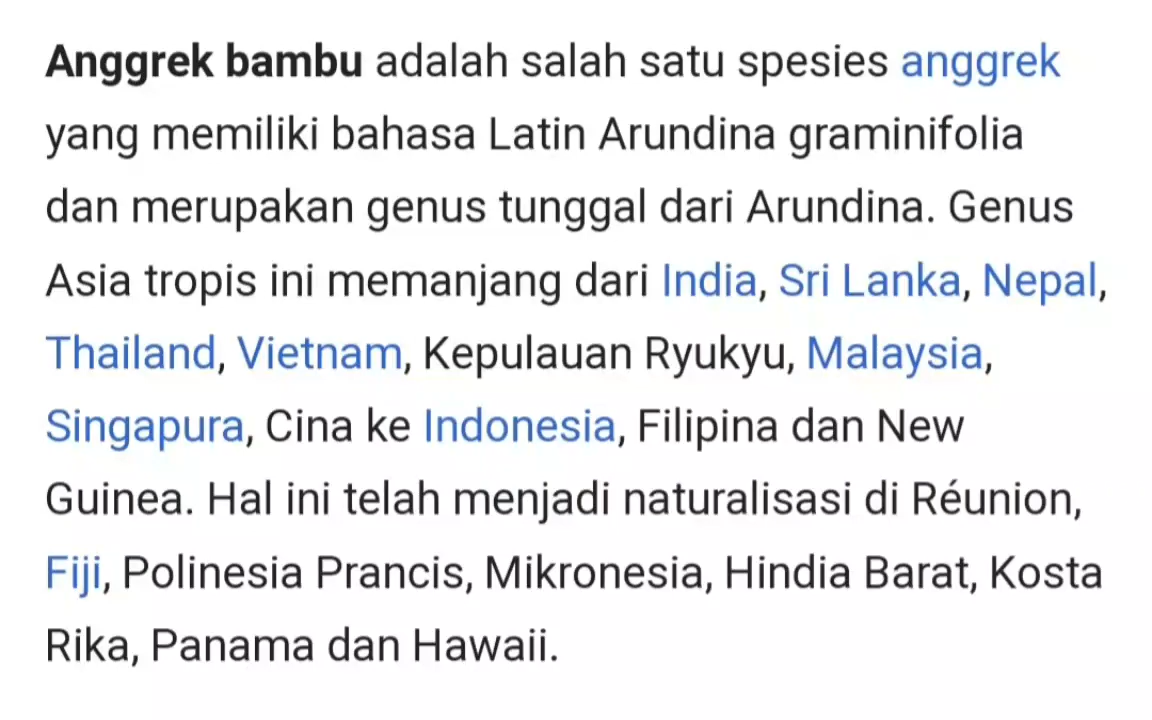 Anggrek bambu adalah salah satu spesies anggrek
yang memiliki bahasa Latin Arundina graminifolia
dan merupakan genus tunggal dari Arundina. Genus
Asia tropis ini memanjang dari India, Sri Lanka, Nepal,
Thailand, Vietnam, Kepulauan Ryukyu, Malaysia,
Singapura, Cina ke Indonesia, Filipina dan New
Guinea. Hal ini telah menjadi naturalisasi di Réunion,
Fiji, Polinesia Prancis, Mikronesia, Hindia Barat, Kosta
Rika, Panama dan Hawaii.